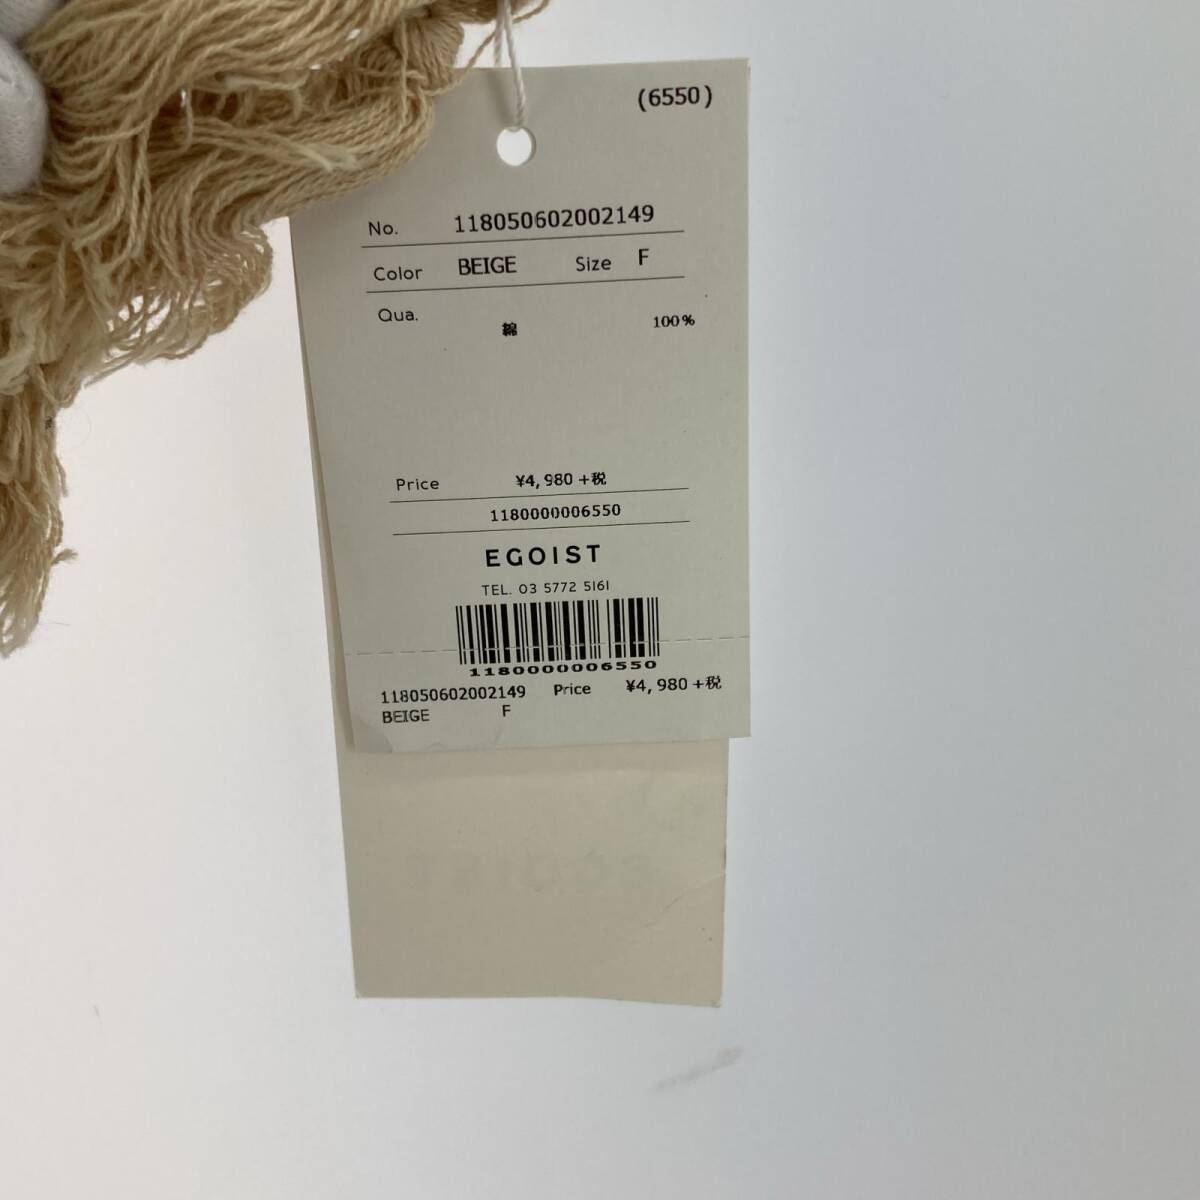 (6550)
No. 118050602002149
Color BEIGE Size F
Qua.
綿 100%
Price ¥4,980+税
1180000006550
EGOIST
TEL. 03 5772 5161
1180000006550
118050602002149 Price ¥4,980+税
BEIGE F
EGOIST